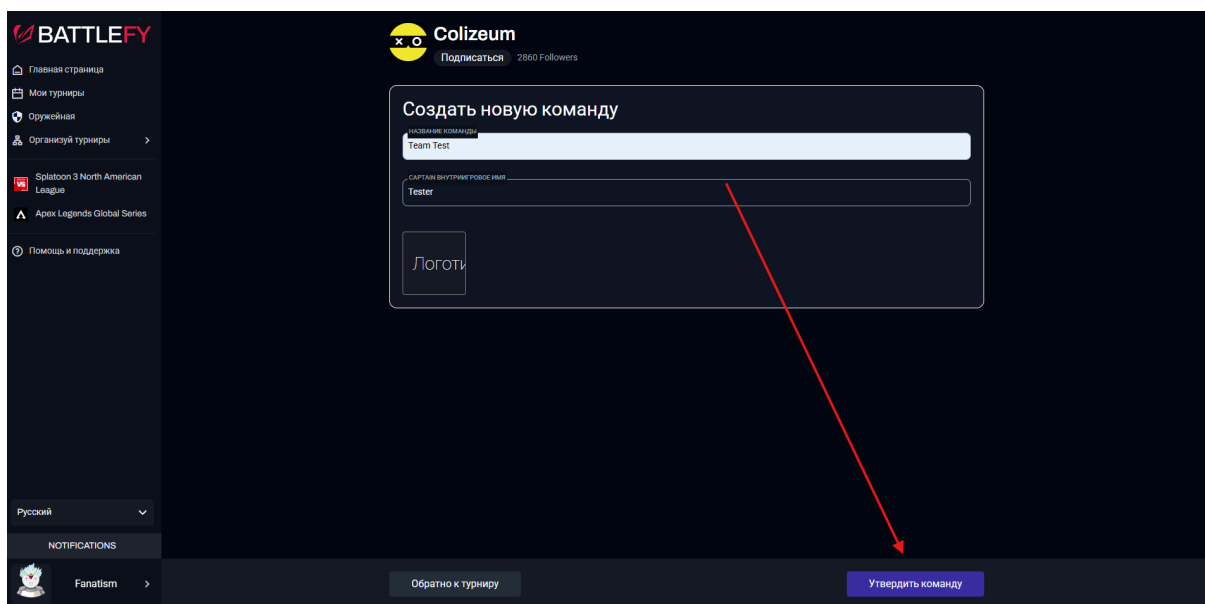 BATTLEFY
Главная страница
Мои турниры
Оружейная
Организуй турниры
VS
Splatoon 3 North American
League
Apex Legends Global Series
Помощь и поддержка
Русский
NOTIFICATIONS
Fanatism
Colizeum
Подписаться 2860 Followers
Создать новую команду
НАЗВАНИЕ КОМАНДЫ
Team Test
CAPTAIN ВНУТРИИГРОВОЕ ИМЯ
Tester
Логоти
Обратно к турниру
Утвердить команду